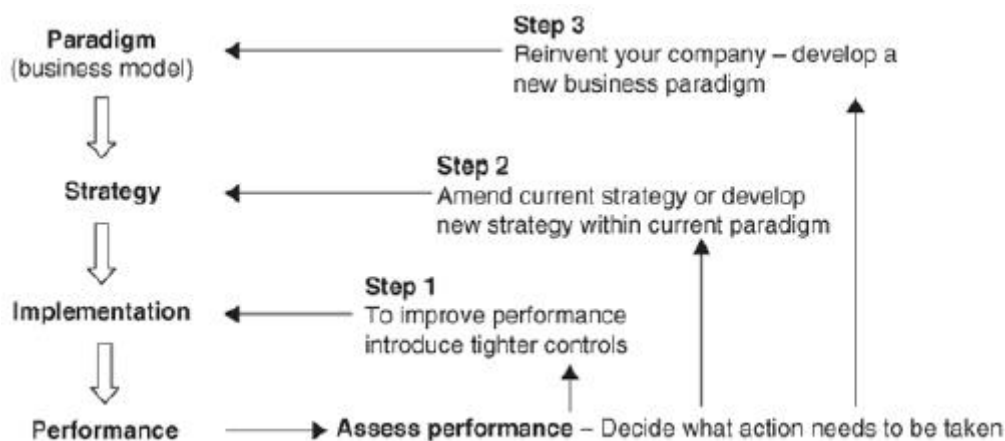 Step 3
Paradigm
(business model)
Reinvent your company – develop a
new business paradigm
Step 2
Strategy
Amend current strategy or develop
new strategy within current paradigm
Step 1
Implementation
To improve performance
introduce tighter controls
Performance
Assess performance – Decide what action needs to be taken